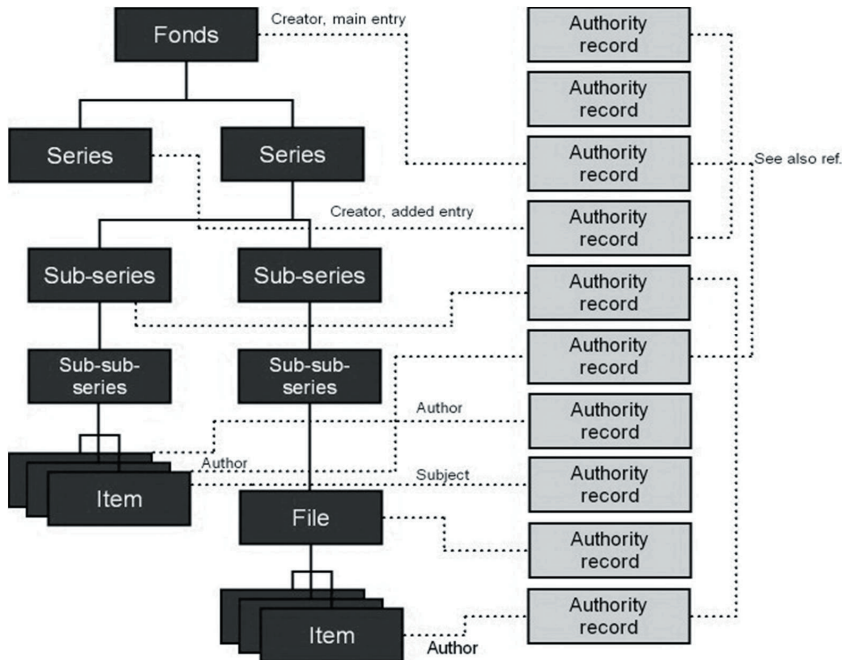 Fonds
Creator, main entry
Authority
record
Authority
record
Series
Series
Authority
record
See also ref.
Creator, added entry
Authority
record
Sub-series
Sub-series
Authority
record
Sub-sub-
series
Sub-sub-
series
Authority
record
Author
Authority
record
Author
Subject
Authority
record
Item
File
Authority
record
Item
Author
Authority
record